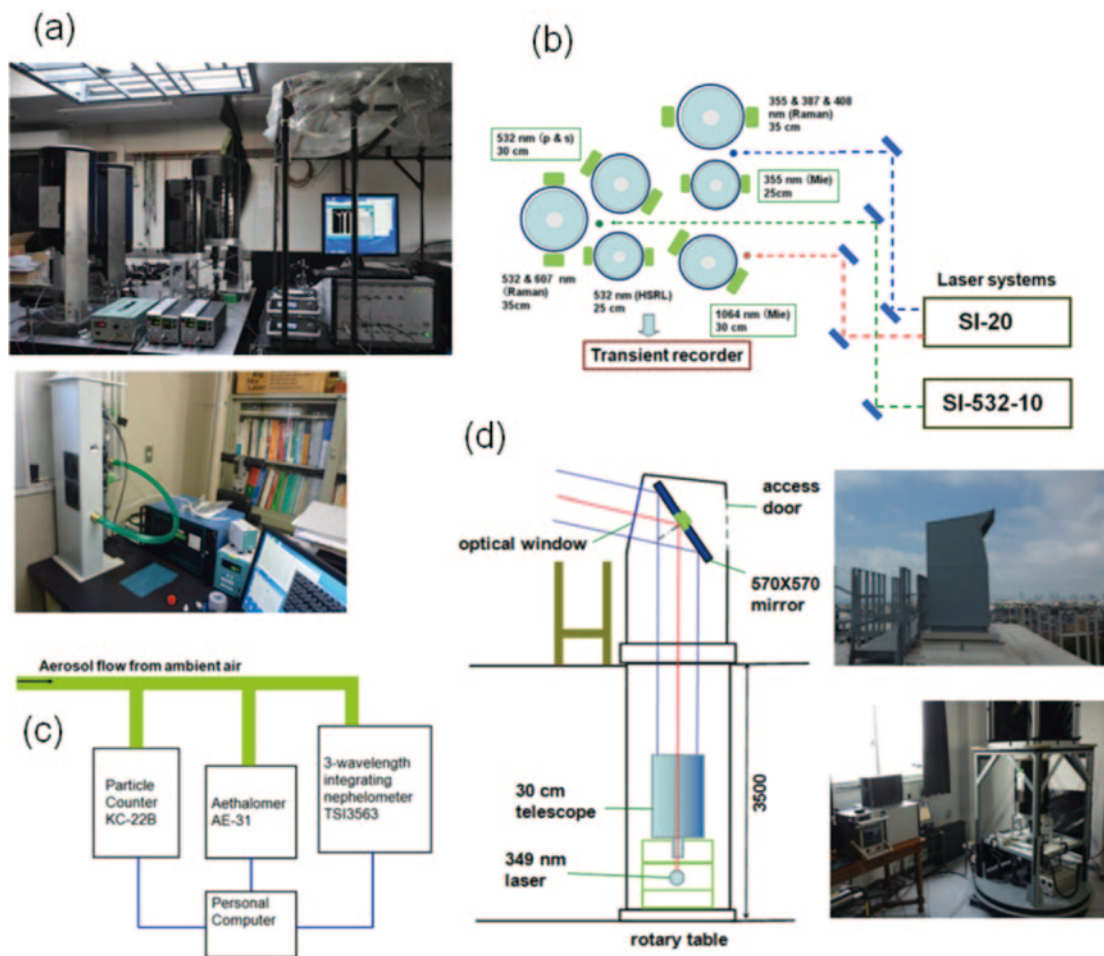 (a)
(b)
355 & 387 & 408
nm (Raman)
35 cm
532 nm (p & s)
30 cm
355 nm (Mie)
25cm
532 & 607 nm
(Raman)
35cm
532 nm (HSRL)
25 cm
1064 nm (Mie)
30 cm
Transient recorder
Laser systems
SI-20
SI-532-10
(c)
Aerosol flow from ambient air
Particle
Counter
KC-22B
Aethalomer
AE-31
3-wavelength
integrating
nephelometer
TSI3563
Personal
Computer
(d)
access
door
optical window
570X570
mirror
30 cm
telescope
3500
349 nm
laser
rotary table